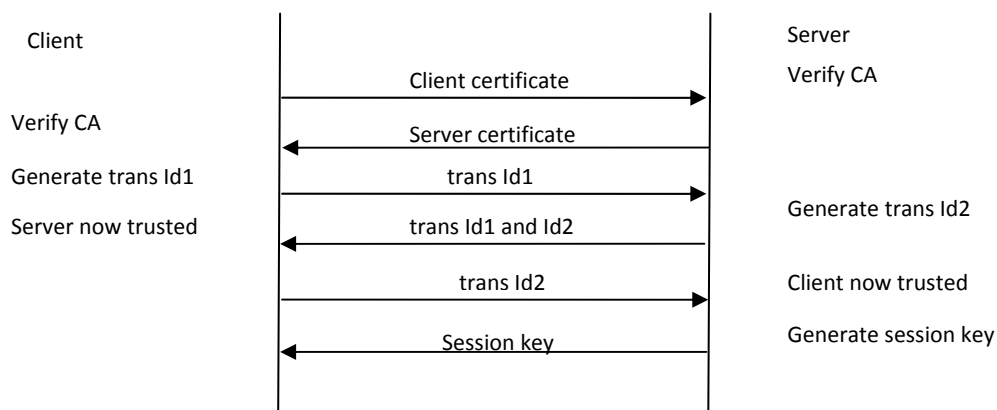 Client
Server
Client certificate
Verify CA
Verify CA
Server certificate
Generate trans Id1
trans Id1
Generate trans Id2
Server now trusted
trans Id1 and Id2
trans Id2
Client now trusted
Session key
Generate session key